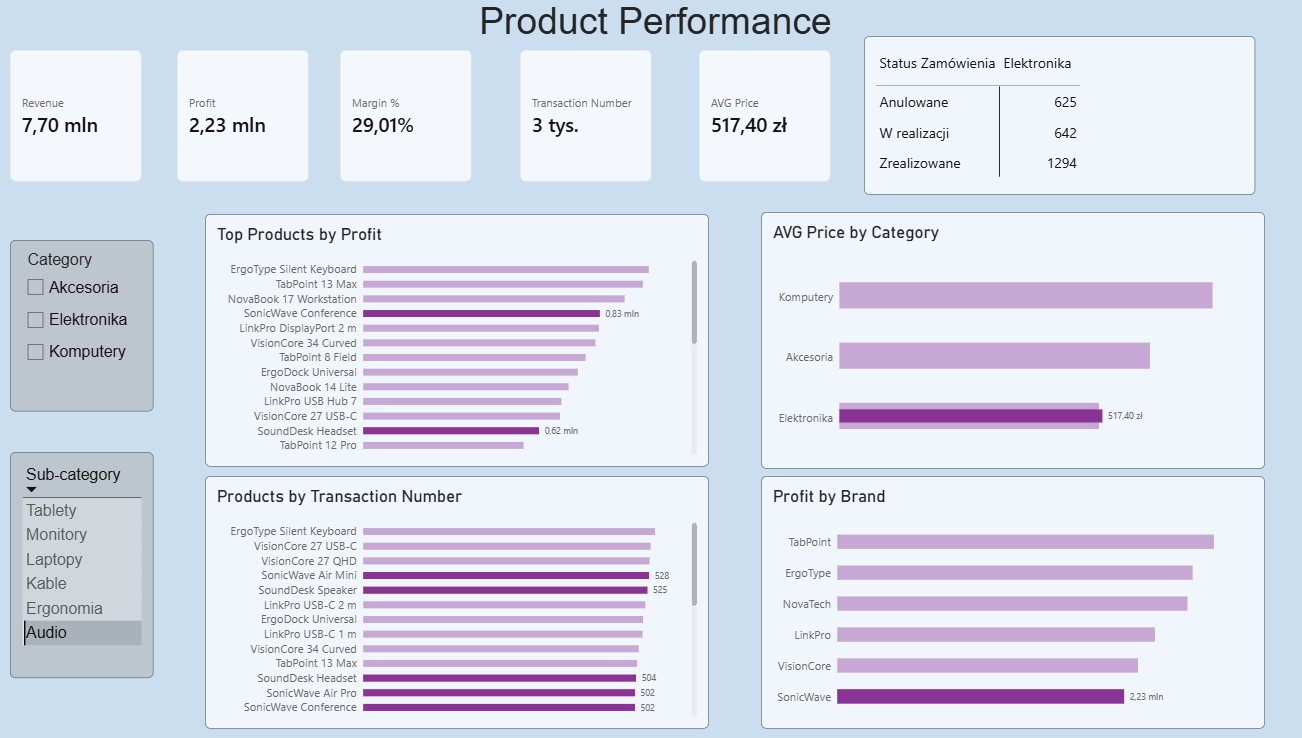 Product Performance
Revenue
7,70 mln
Profit
2,23 mln
Margin %
29,01%
Transaction Number
3 tys.
AVG Price
517,40 zł
Status Zamówienia Elektronika
Anulowane 625
W realizacji 642
Zrealizowane 1294
Category
Akcesoria
Elektronika
Komputery
Sub-category
Tablety
Monitory
Laptopy
Kable
Ergonomia
Audio
Top Products by Profit
ErgoType Silent Keyboard
TabPoint 13 Max
NovaBook 17 Workstation
SonicWave Conference 0,83 mln
LinkPro DisplayPort 2 m
VisionCore 34 Curved
TabPoint 8 Field
ErgoDock Universal
NovaBook 14 Lite
LinkPro USB Hub 7
VisionCore 27 USB-C
SoundDesk Headset 0,62 mln
TabPoint 12 Pro
AVG Price by Category
Komputery
Akcesoria
Elektronika 517,40 zł
Products by Transaction Number
ErgoType Silent Keyboard
VisionCore 27 USB-C
VisionCore 27 QHD
SonicWave Air Mini 528
SoundDesk Speaker 525
LinkPro USB-C 2 m
ErgoDock Universal
LinkPro USB-C 1 m
VisionCore 34 Curved
TabPoint 13 Max
SoundDesk Headset 504
SonicWave Air Pro 502
SonicWave Conference 502
Profit by Brand
TabPoint
ErgoType
NovaTech
LinkPro
VisionCore
SonicWave 2,23 mln